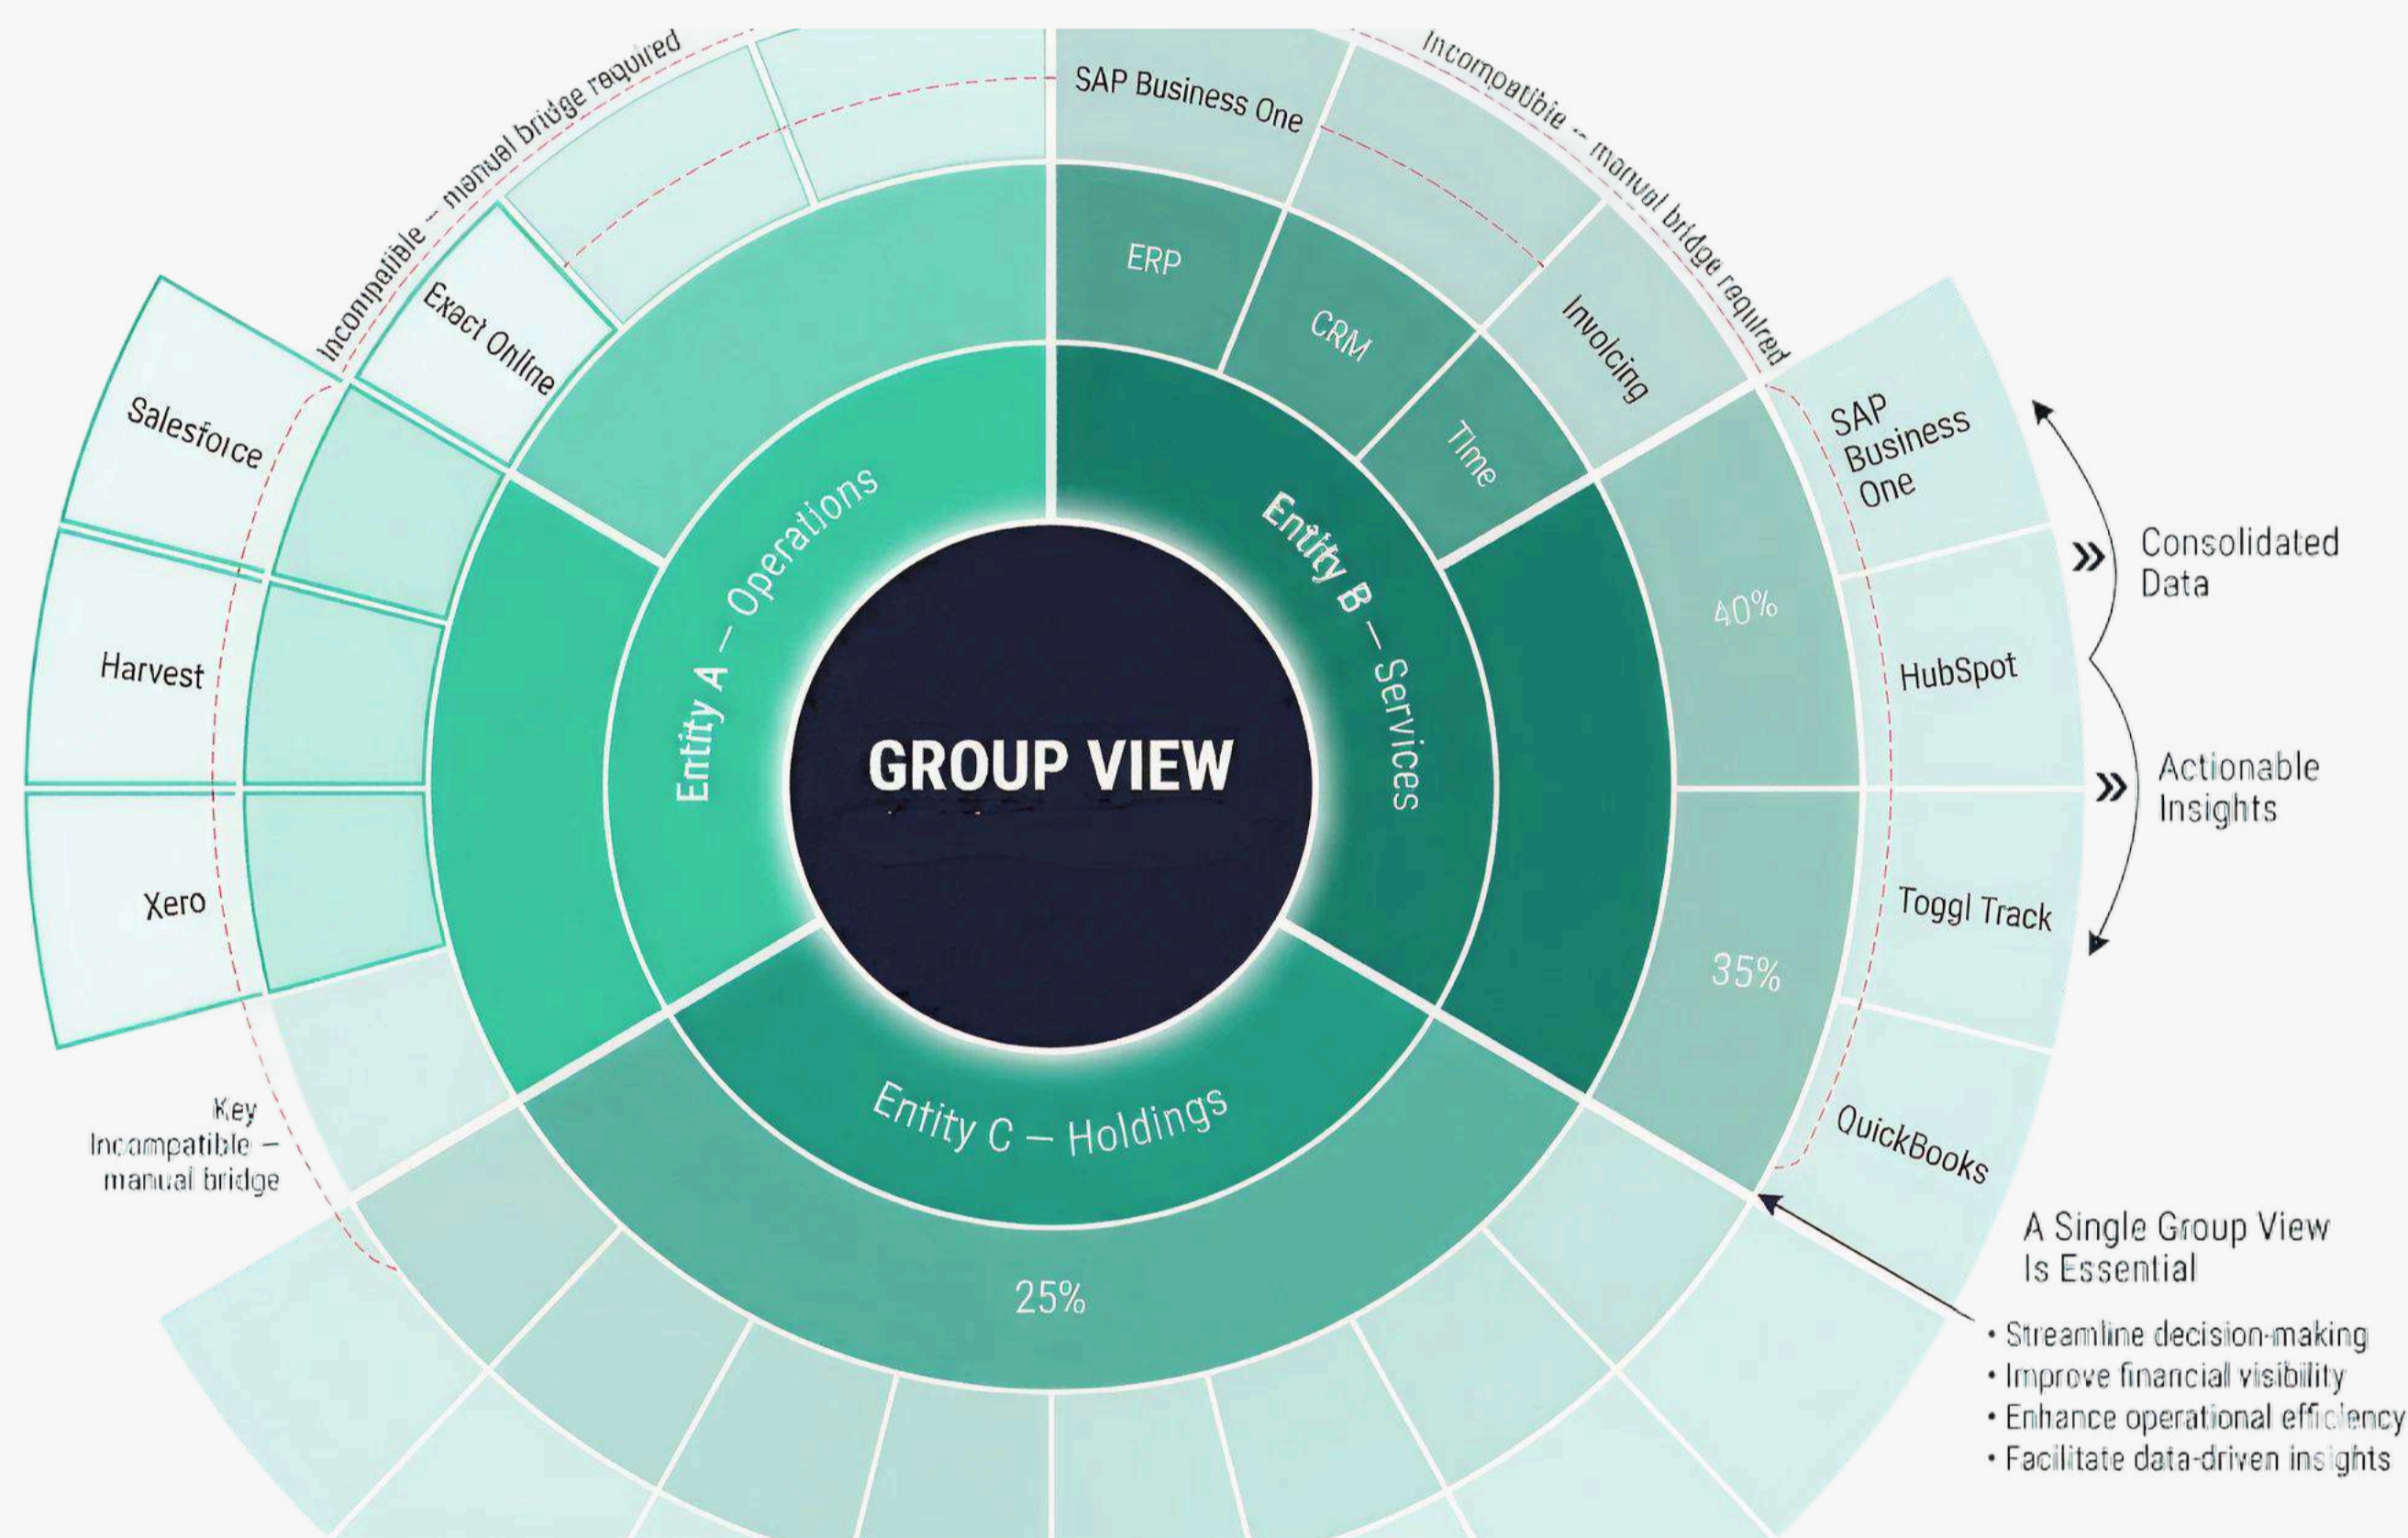 Incompatible – manual bridge required
SAP Business One
Incompatible – manual bridge required
ERP
CRM
Time
Invoicing
Exact Online
Salesforce
Harvest
Xero
Entity A – Operations
Entity B – Services
GROUP VIEW
Entity C – Holdings
40%
35%
25%
SAP
Business
One
HubSpot
Toggl Track
QuickBooks
» Consolidated
Data
» Actionable
Insights
Key
Incompatible –
manual bridge
A Single Group View
Is Essential
• Streamline decision-making
• Improve financial visibility
• Enhance operational efficiency
• Facilitate data-driven insights